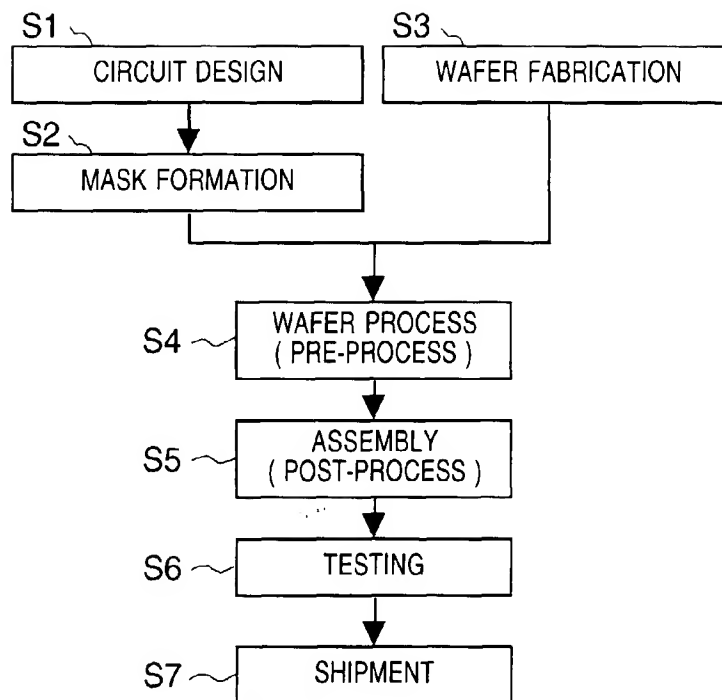 S1
CIRCUIT DESIGN
S3
WAFER FABRICATION
S2
MASK FORMATION
S4
WAFER PROCESS
( PRE-PROCESS )
S5
ASSEMBLY
( POST-PROCESS )
S6
TESTING
S7
SHIPMENT